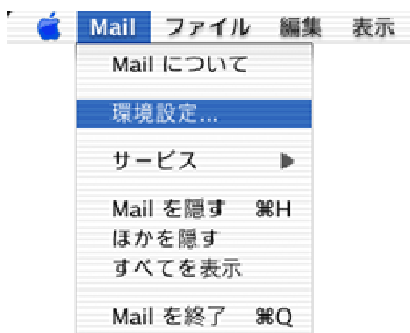 Mail ファイル 編集 表示
Mail について
環境設定...
サービス
Mail を隠す ⌘H
ほかを隠す
すべてを表示
Mail を終了 ⌘Q